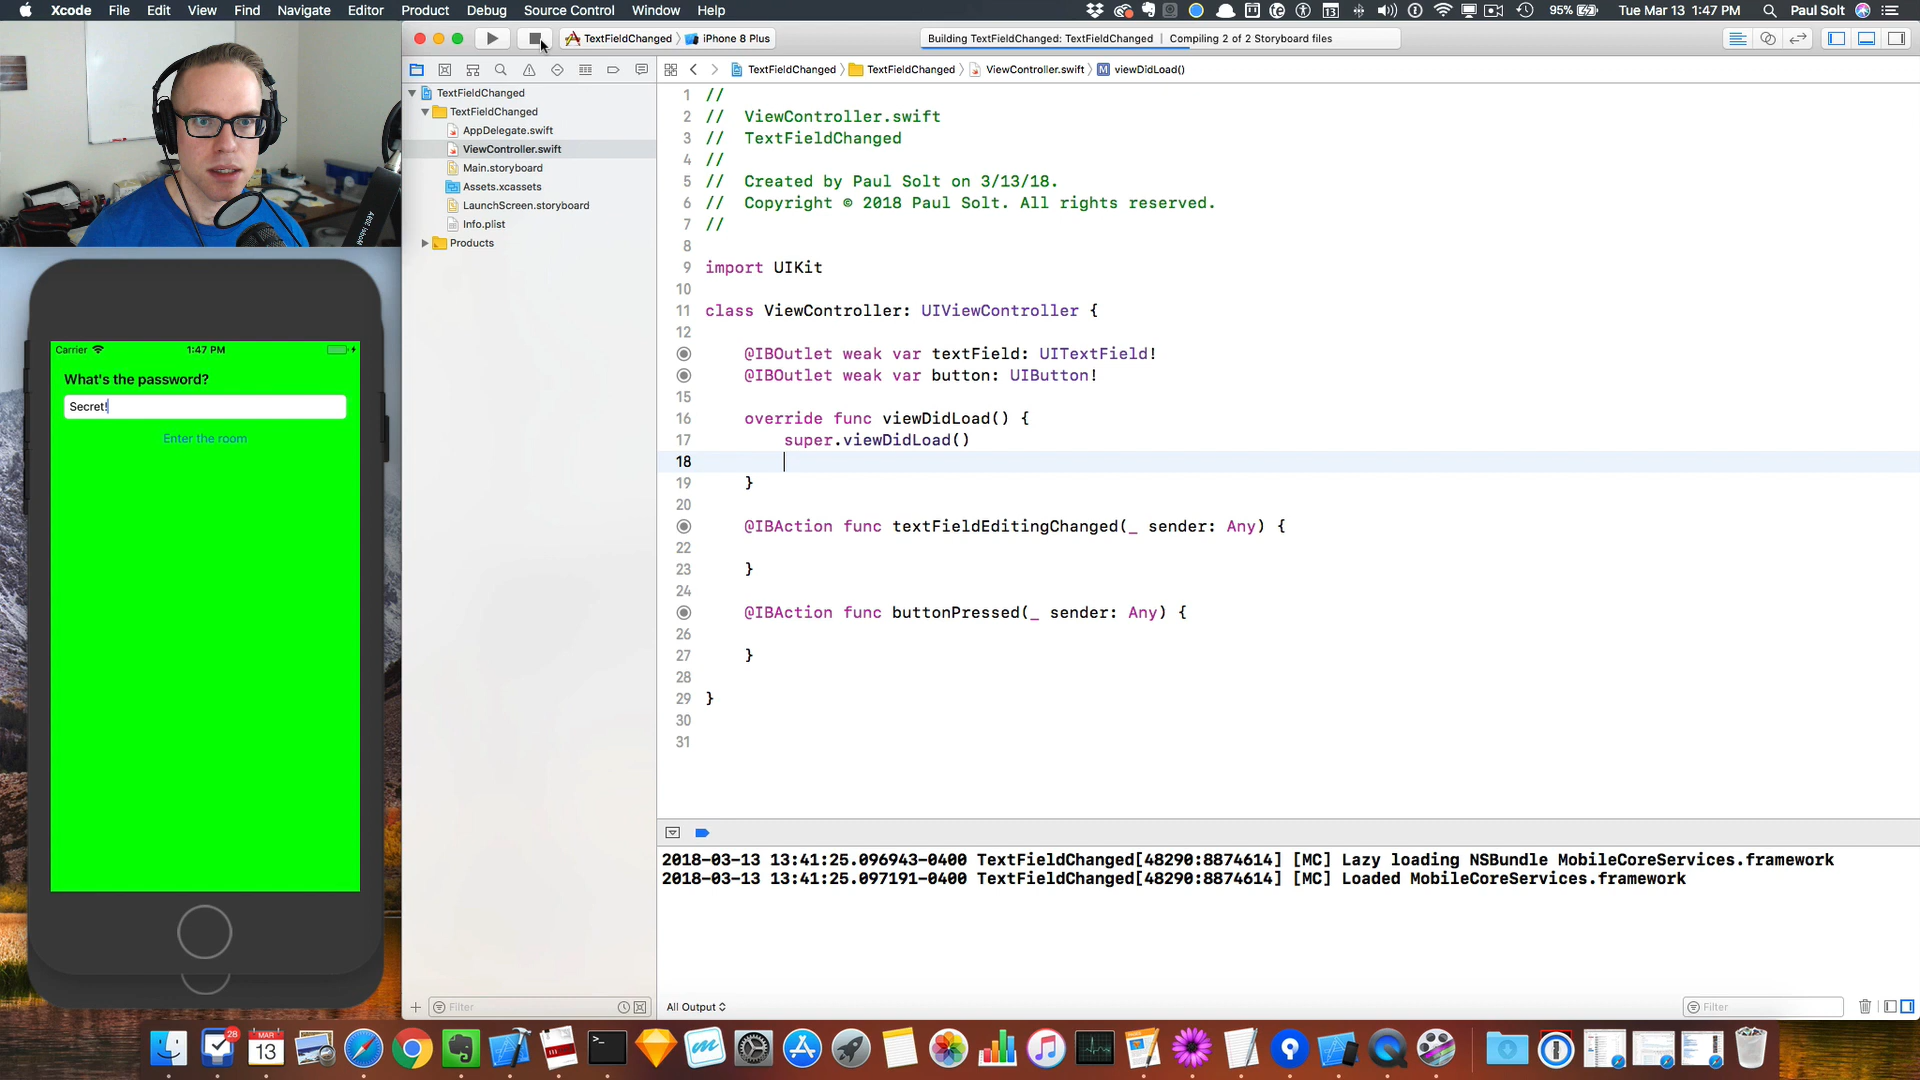 Xcode File Edit View Find Navigate Editor Product Debug Source Control Window Help
95% Tue Mar 13 1:47 PM Paul Solt
TextFieldChanged iPhone 8 Plus
Building TextFieldChanged: TextFieldChanged | Compiling 2 of 2 Storyboard files
TextFieldChanged TextFieldChanged ViewController.swift M viewDidLoad()
TextFieldChanged
TextFieldChanged
AppDelegate.swift
ViewController.swift
Main.storyboard
Assets.xcassets
LaunchScreen.storyboard
Info.plist
Products
Filter
Carrier 1:47 PM
What's the password?
Secret!
Enter the room
1 //
2 // ViewController.swift
3 // TextFieldChanged
4 //
5 // Created by Paul Solt on 3/13/18.
6 // Copyright © 2018 Paul Solt. All rights reserved.
7 //
8
9 import UIKit
10
11 class ViewController: UIViewController {
12
@IBOutlet weak var textField: UITextField!
@IBOutlet weak var button: UIButton!
15
16 override func viewDidLoad() {
17 super.viewDidLoad()
18
19 }
20
@IBAction func textFieldEditingChanged(_ sender: Any) {
22
23 }
24
@IBAction func buttonPressed(_ sender: Any) {
26
27 }
28
29 }
30
31
2018-03-13 13:41:25.096943-0400 TextFieldChanged[48290:8874614] [MC] Lazy loading NSBundle MobileCoreServices.framework
2018-03-13 13:41:25.097191-0400 TextFieldChanged[48290:8874614] [MC] Loaded MobileCoreServices.framework
All Output
Filter
28
MAR
13